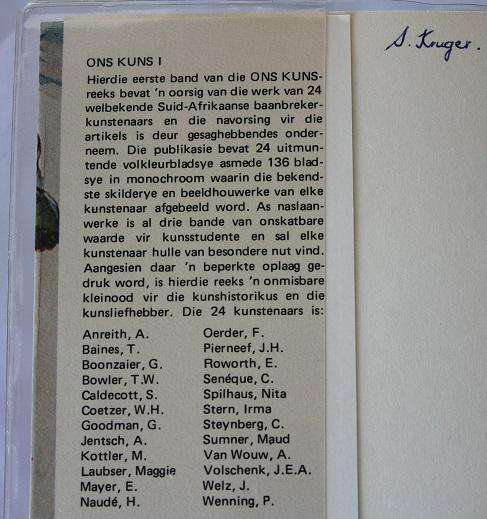 S. Kruger.
ONS KUNS I
Hierdie eerste band van die ONS KUNS-
reeks bevat 'n oorsig van die werk van 24
welbekende Suid-Afrikaanse baanbreker-
kunstenaars en die navorsing vir die
artikels is deur gesaghebbendes onder-
neem. Die publikasie bevat 24 uitmun-
tende volkleurbladsye asmede 136 blad-
sye in monochroom waarin die bekend-
ste skilderye en beeldhouwerke van elke
kunstenaar afgebeeld word. As naslaan-
werke is al drie bande van onskatbare
waarde vir kunsstudente en sal elke
kunstenaar hulle van besondere nut vind.
Aangesien daar 'n beperkte oplaag ge-
druk word, is hierdie reeks 'n onmisbare
kleinood vir die kunshistorikus en die
kunsliefhebber. Die 24 kunstenaars is:
Anreith, A.
Baines, T.
Boonzaier, G.
Bowler, T.W.
Caldecott, S.
Coetzer, W.H.
Goodman, G.
Jentsch, A.
Kottler, M.
Laubser, Maggie
Mayer, E.
Naudé, H.
Oerder, F.
Pierneef, J.H.
Roworth, E.
Senéque, C.
Spilhaus, Nita
Stern, Irma
Steynberg, C.
Sumner, Maud
Van Wouw, A.
Volschenk, J.E.A.
Welz, J.
Wenning, P.